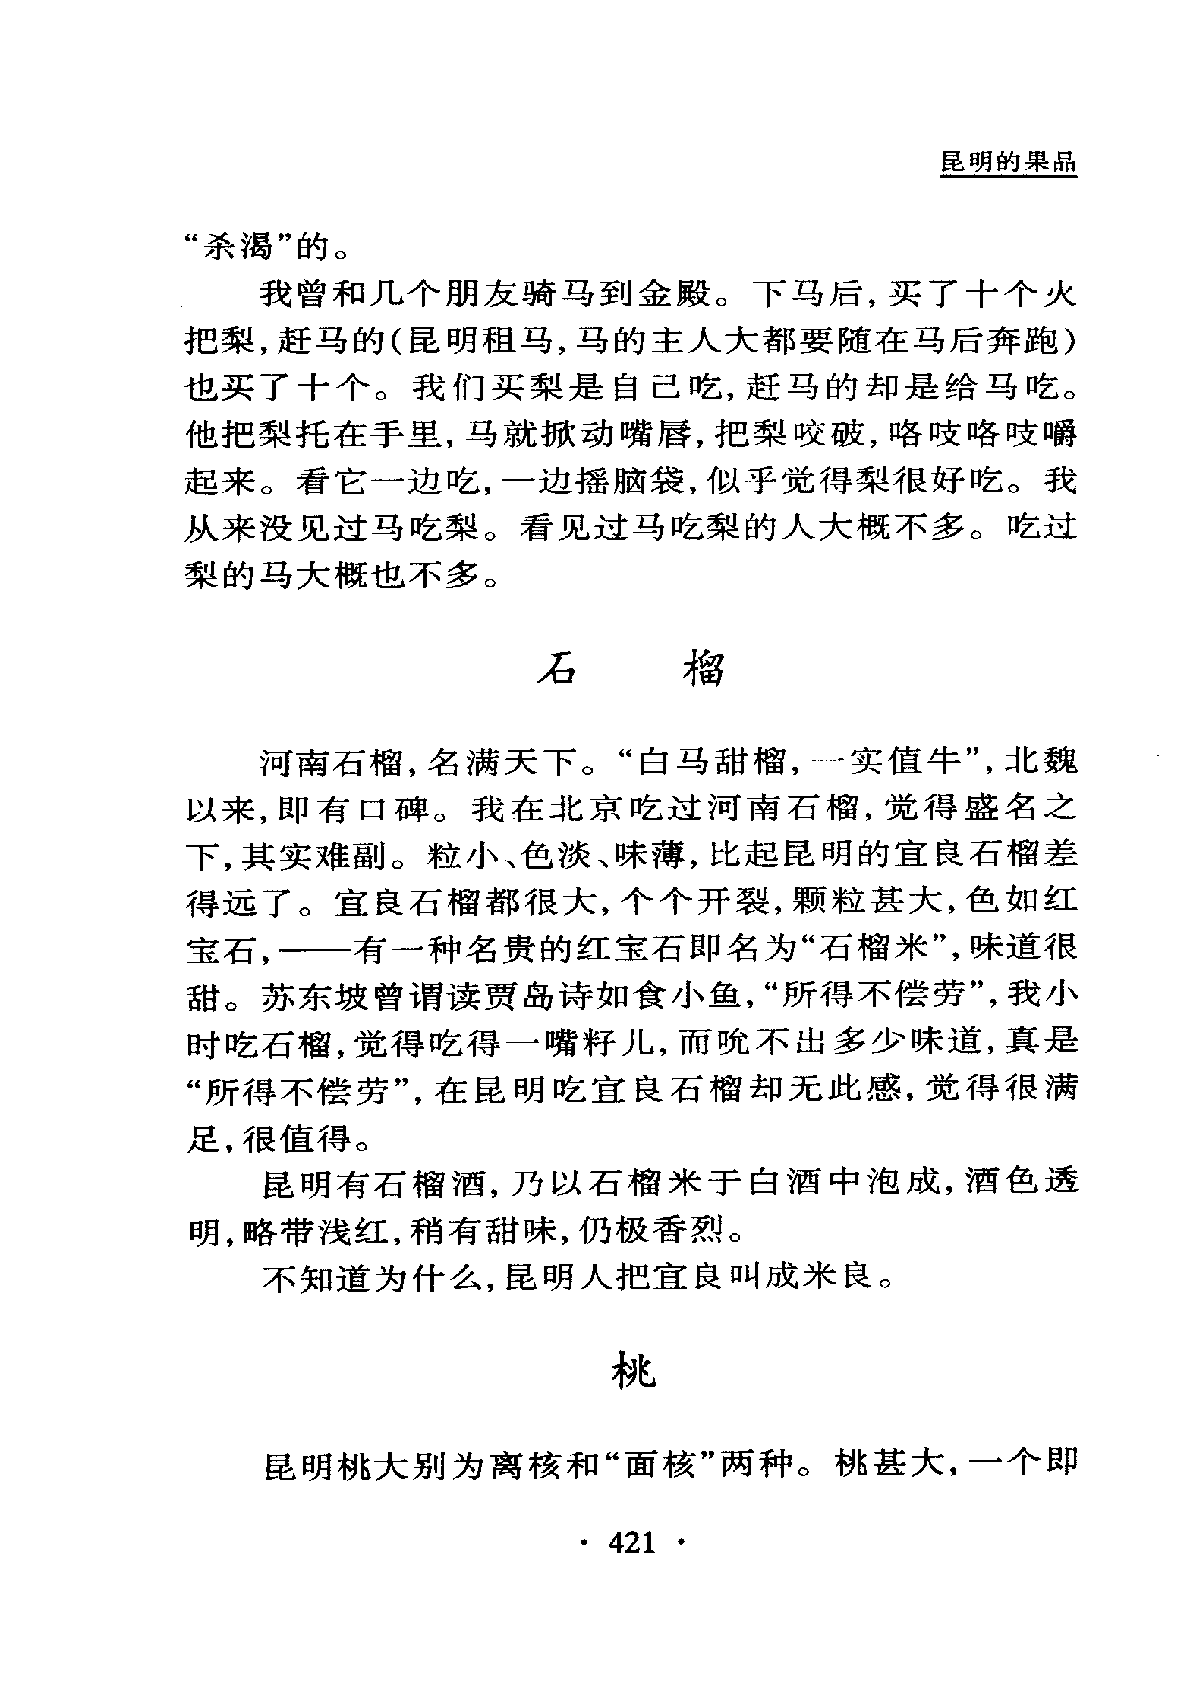 昆明的果品
“杀渴”的。
我曾和几个朋友骑马到金殿。下马后,买了十个火
把梨,赶马的(昆明租马,马的主人大都要随在马后奔跑)
也买了十个。我们买梨是自己吃,赶马的却是给马吃。
他把梨托在手里,马就掀动嘴唇,把梨咬破,咯吱咯吱嚼
起来。看它一边吃,一边摇脑袋,似乎觉得梨很好吃。我
从来没见过马吃梨。看见过马吃梨的人大概不多。吃过
梨的马大概也不多。
石 榴
河南石榴,名满天下。“白马甜榴,一实值牛”,北魏
以来,即有口碑。我在北京吃过河南石榴,觉得盛名之
下,其实难副。粒小、色淡、味薄,比起昆明的宜良石榴差
得远了。宜良石榴都很大,个个开裂,颗粒甚大,色如红
宝石,——有一种名贵的红宝石即名为“石榴米”,味道很
甜。苏东坡曾谓读贾岛诗如食小鱼,“所得不偿劳”,我小
时吃石榴,觉得吃得一嘴籽儿,而吮不出多少味道,真是
“所得不偿劳”,在昆明吃宜良石榴却无此感,觉得很满
足,很值得。
昆明有石榴酒,乃以石榴米于白酒中泡成,酒色透
明,略带浅红,稍有甜味,仍极香烈。
不知道为什么,昆明人把宜良叫成米良。
桃
昆明桃大别为离核和“面核”两种。桃甚大,一个即
· 421 ·